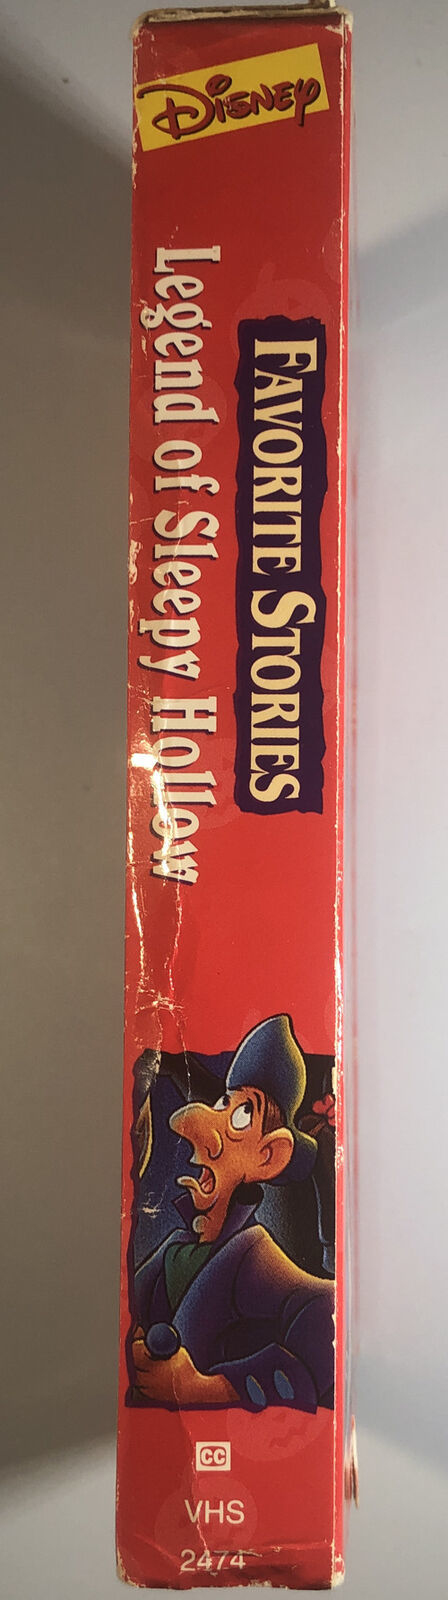 Disney
FAVORITE STORIES
Legend of Sleepy Hollow
CC
VHS
2474